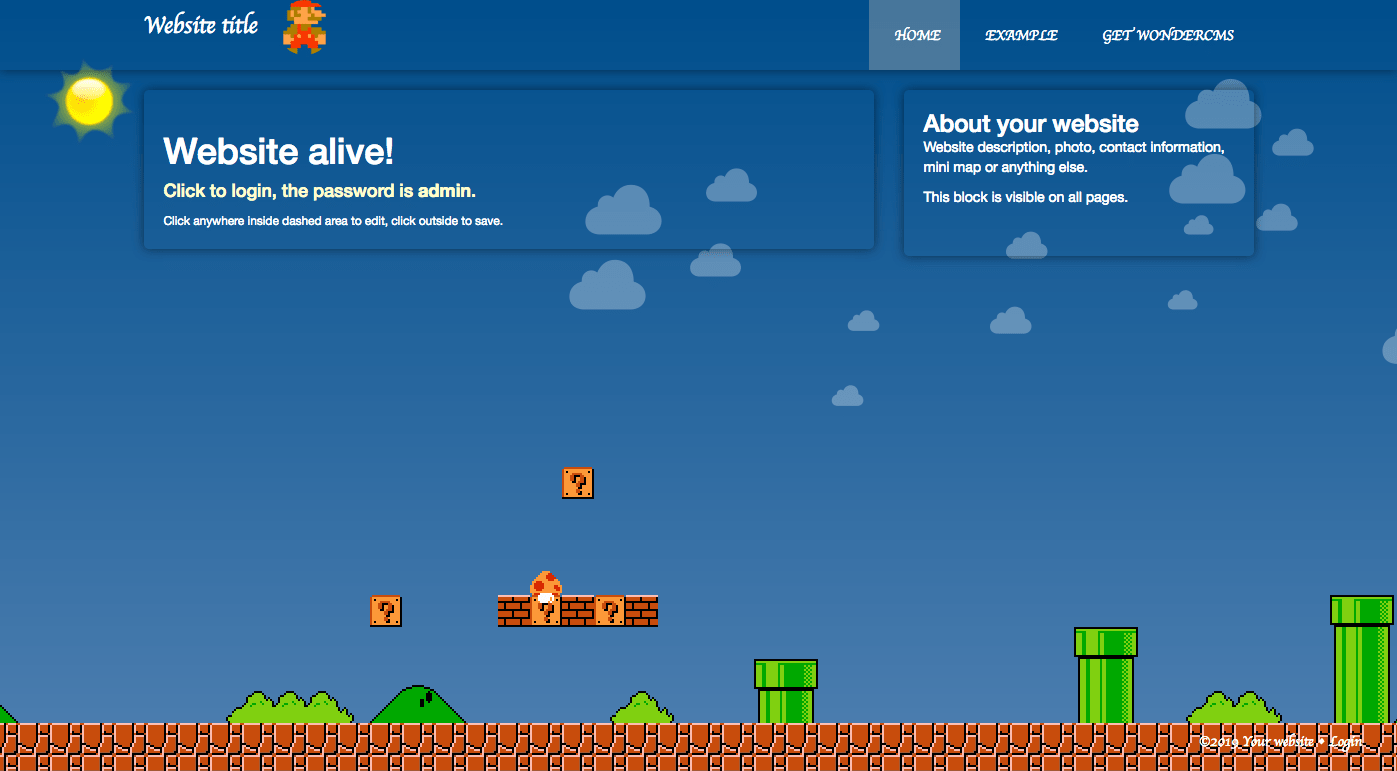 Website title
HOME
EXAMPLE
GET WONDERCMS
Website alive!
Click to login, the password is admin.
Click anywhere inside dashed area to edit, click outside to save.
About your website
Website description, photo, contact information,
mini map or anything else.
This block is visible on all pages.
?
?
?
?
©2019 Your website • Login